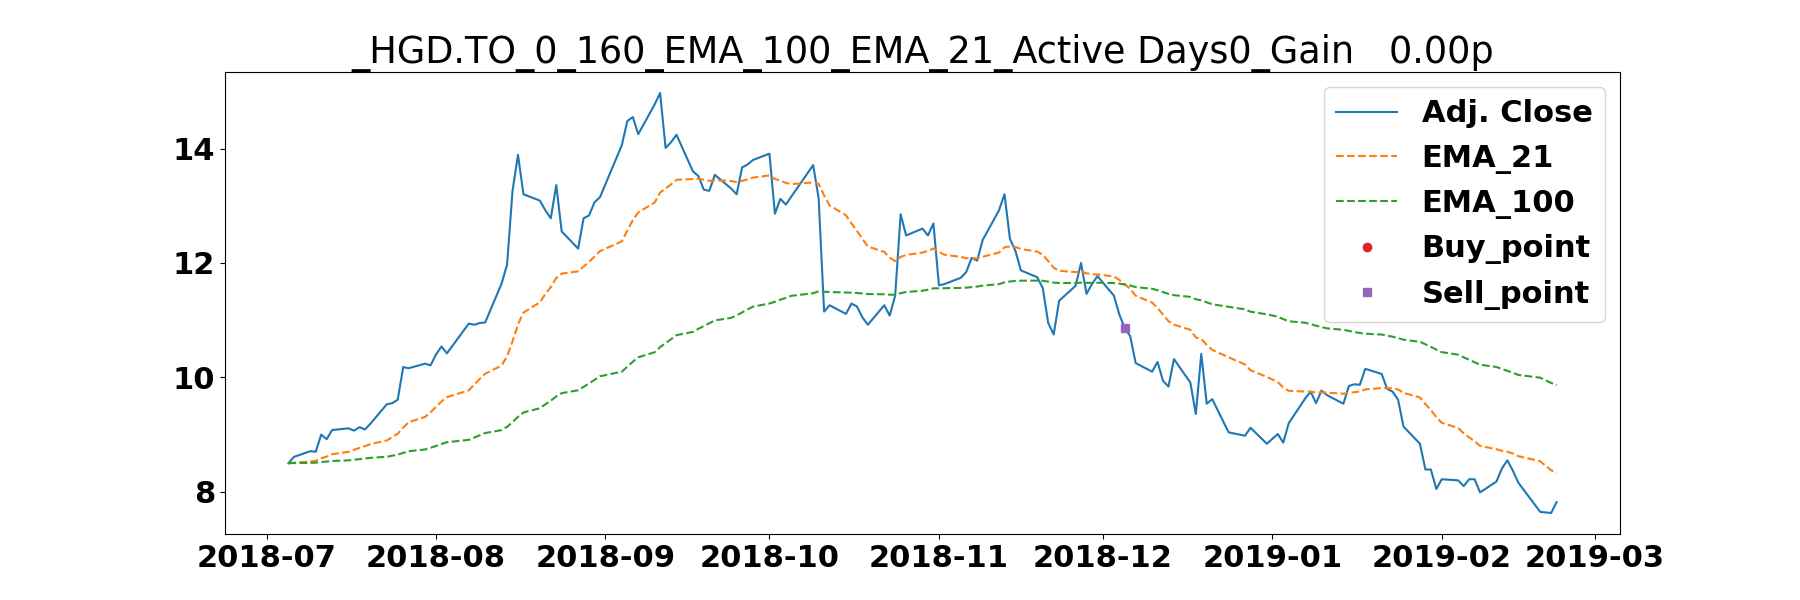 _HGD.TO_0_160_EMA_100_EMA_21_Active Days0_Gain   0.00p
Adj. Close
EMA_21
EMA_100
Buy_point
Sell_point
14
12
10
8
2018-07 2018-08 2018-09 2018-10 2018-11 2018-12 2019-01 2019-02 2019-03